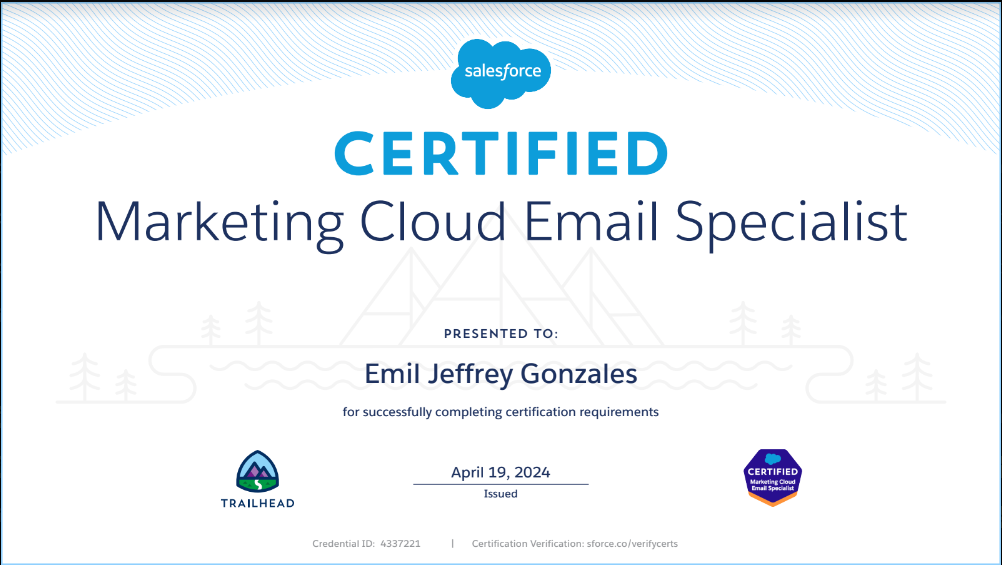 salesforce
CERTIFIED
Marketing Cloud Email Specialist
PRESENTED TO:
Emil Jeffrey Gonzales
for successfully completing certification requirements
TRAILHEAD
April 19, 2024
Issued
CERTIFIED
Marketing Cloud
Email Specialist
Credential ID: 4337221 | Certification Verification: sforce.co/verifycerts